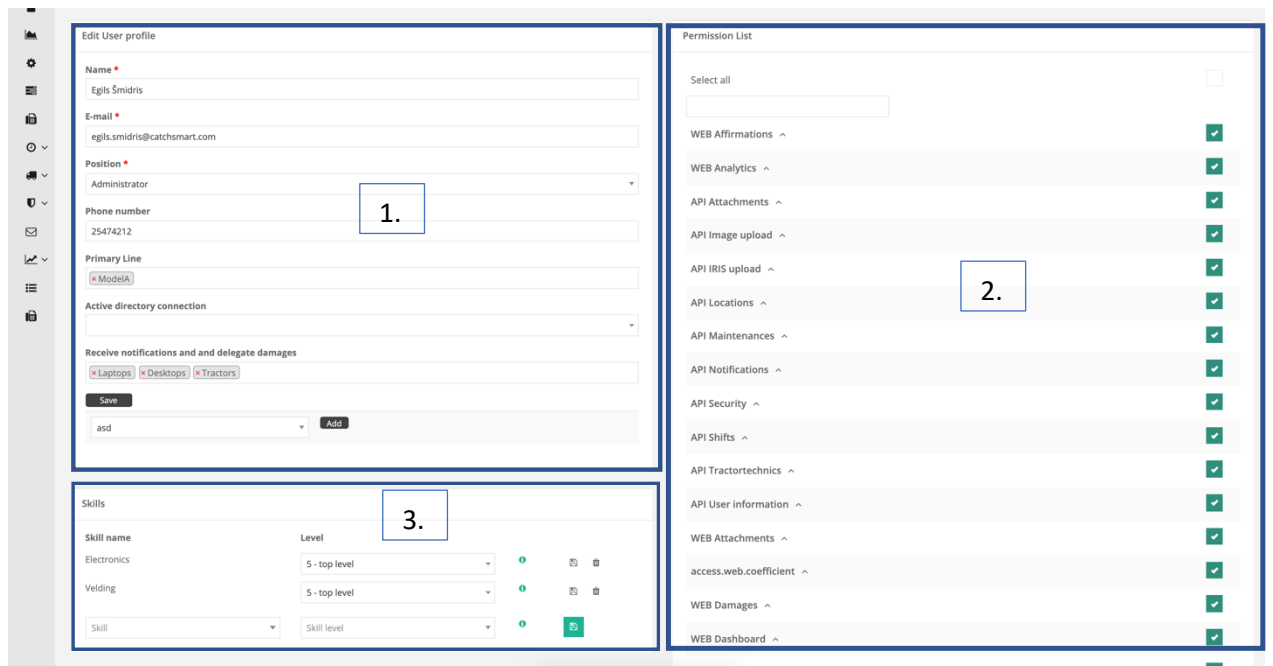 Edit User profile
Name *
Egils Šmidris
E-mail *
egils.smidris@catchsmart.com
Position *
Administrator
1.
Phone number
25474212
Primary Line
× ModelA
Active directory connection
Receive notifications and and delegate damages
× Laptops × Desktops × Tractors
Save
asd Add
Permission List
Select all
WEB Affirmations
WEB Analytics
API Attachments
API Image upload
API IRIS upload
2.
API Locations
API Maintenances
API Notifications
API Security
API Shifts
API Tractortechnics
API User information
WEB Attachments
access.web.coefficient
WEB Damages
WEB Dashboard
Skills
3.
Skill name Level
Electronics 5 - top level
Velding 5 - top level
Skill Skill level